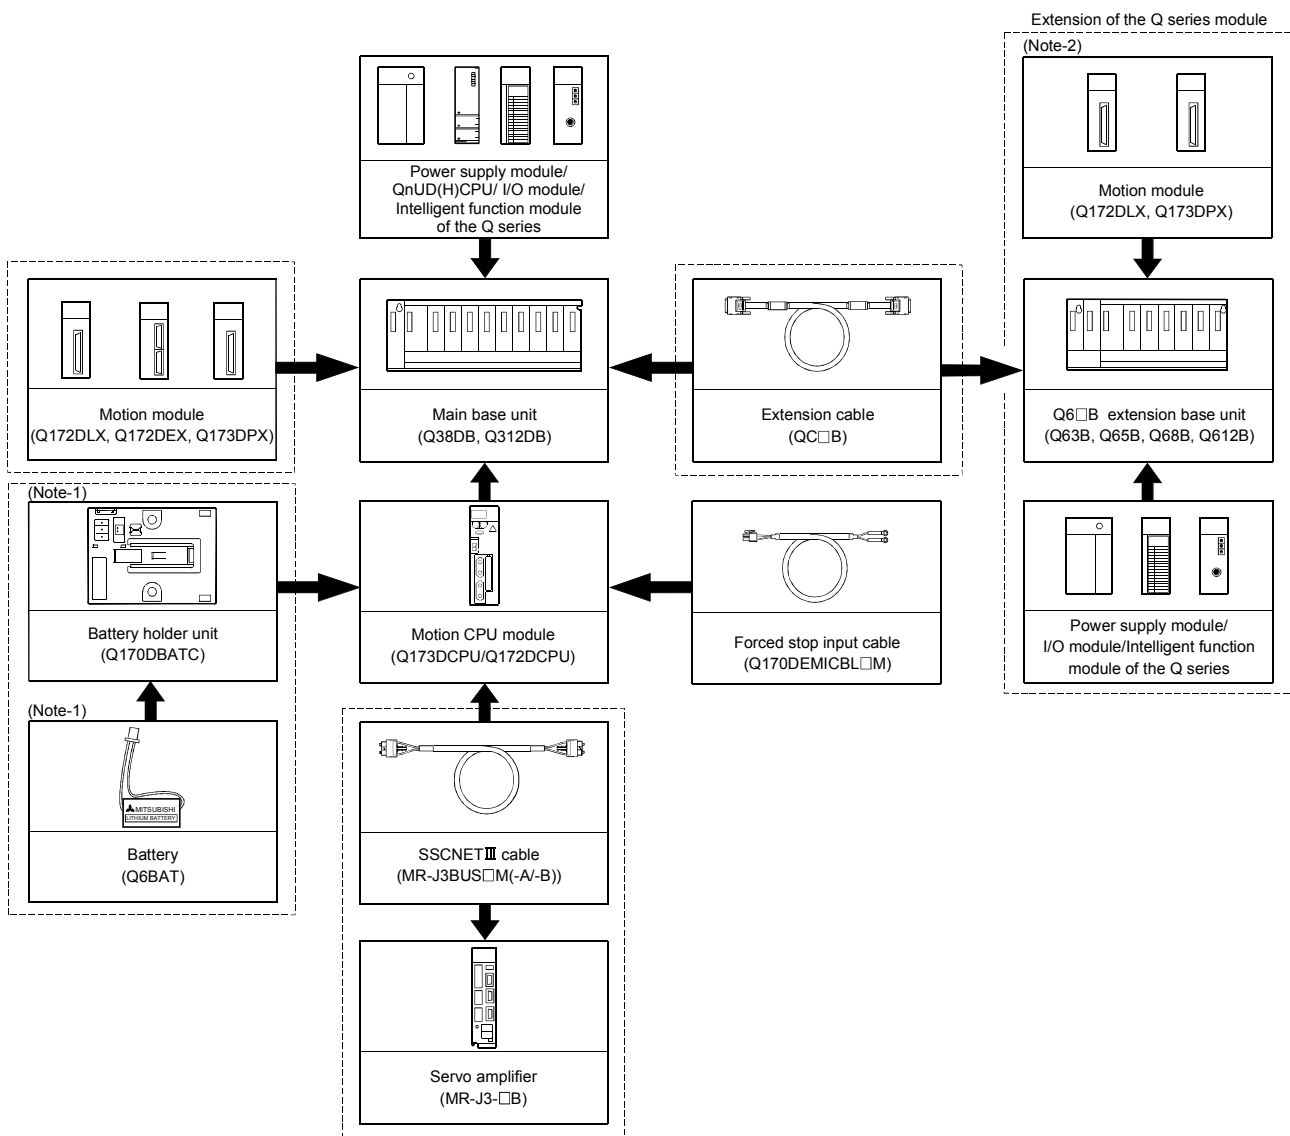 Extension of the Q series module
(Note-2)
Power supply module/
QnUD(H)CPU/ I/O module/
Intelligent function module
of the Q series
Motion module
(Q172DLX, Q173DPX)
Motion module
(Q172DLX, Q172DEX, Q173DPX)
Main base unit
(Q38DB, Q312DB)
Extension cable
(QC□B)
Q6□B extension base unit
(Q63B, Q65B, Q68B, Q612B)
(Note-1)
Battery holder unit
(Q170DBATC)
Motion CPU module
(Q173DCPU/Q172DCPU)
Forced stop input cable
(Q170DEMICBL□M)
Power supply module/
I/O module/Intelligent function
module of the Q series
(Note-1)
MITSUBISHI
LITHIUM BATTERY
Battery
(Q6BAT)
SSCNETⅢ cable
(MR-J3BUS□M(-A/-B))
Servo amplifier
(MR-J3-□B)